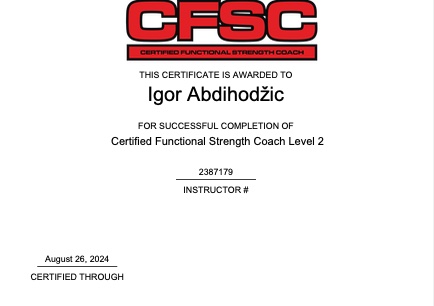 CFSC
CERTIFIED FUNCTIONAL STRENGTH COACH
THIS CERTIFICATE IS AWARDED TO
Igor Abdihodžic
FOR SUCCESSFUL COMPLETION OF
Certified Functional Strength Coach Level 2
2387179
INSTRUCTOR #
August 26, 2024
CERTIFIED THROUGH